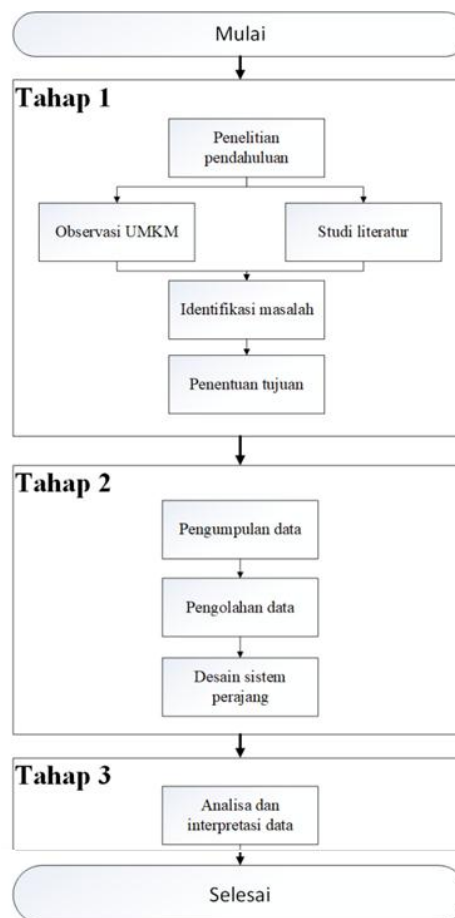 Mulai
Tahap 1
Penelitian
pendahuluan
Observasi UMKM
Studi literatur
Identifikasi masalah
Penentuan tujuan
Tahap 2
Pengumpulan data
Pengolahan data
Desain sistem
perajang
Tahap 3
Analisa dan
interpretasi data
Selesai